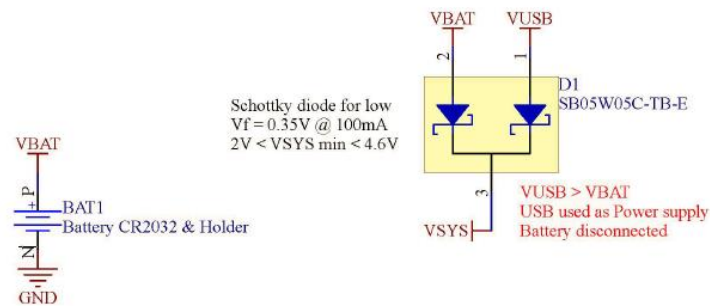 VBAT
VUSB
2
1
D1
SB05W05C-TB-E
Schottky diode for low
Vf = 0.35V @ 100mA
2V < VSYS min < 4.6V
3
VSYS
VUSB > VBAT
USB used as Power supply
Battery disconnected
VBAT
P
+
BAT1
Battery CR2032 & Holder
N
GND